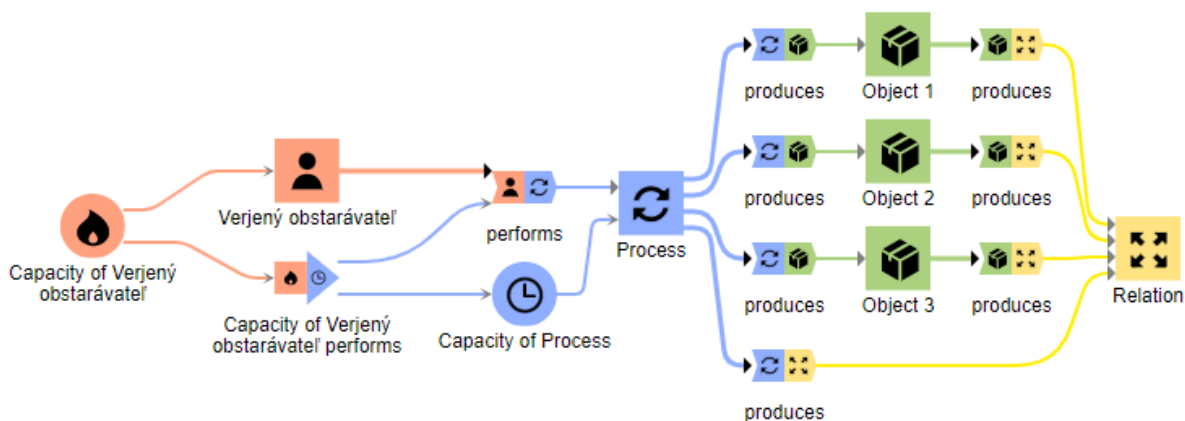 produces
Object 1
produces
Verjený obstarávateľ
performs
Process
produces
Object 2
produces
Capacity of Verjený
obstarávateľ
Capacity of Verjený
obstarávateľ performs
Capacity of Process
produces
Object 3
produces
Relation
produces